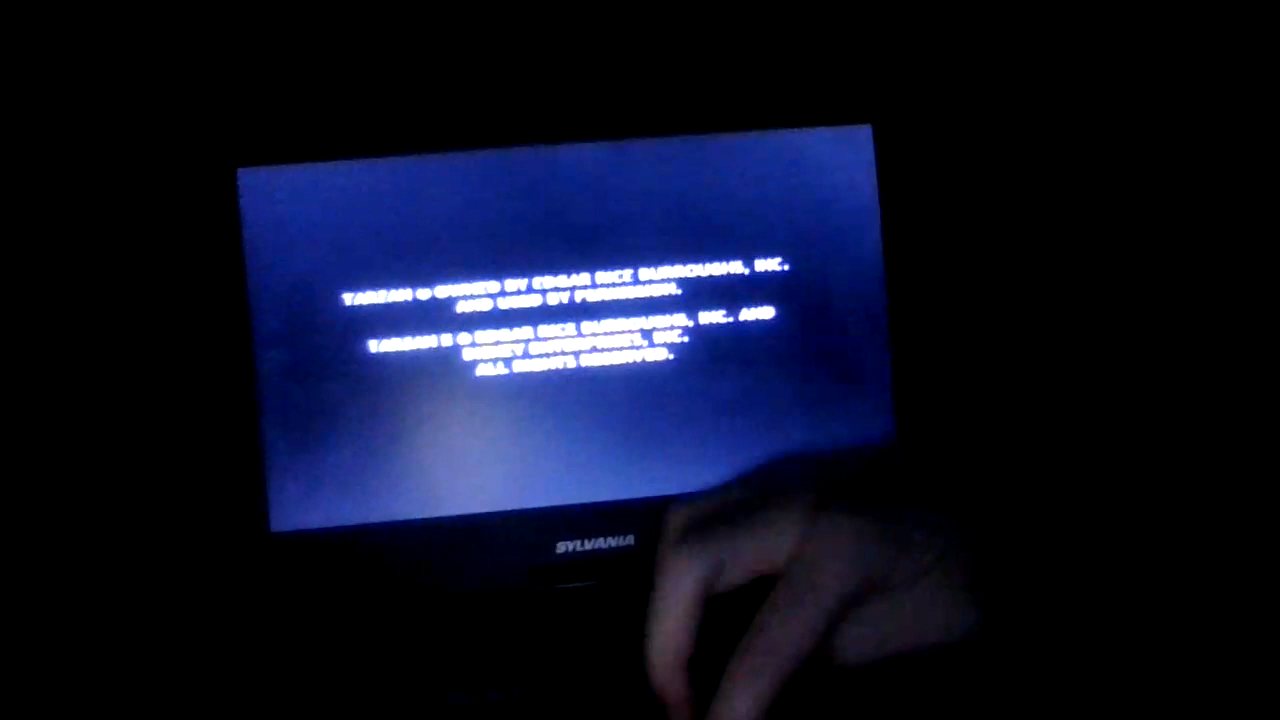 TARZAN ® OWNED BY EDGAR RICE BURROUGHS, INC.
AND USED BY PERMISSION.
TARZAN II © EDGAR RICE BURROUGHS, INC. AND
DISNEY ENTERPRISES, INC.
ALL RIGHTS RESERVED.
SYLVANIA